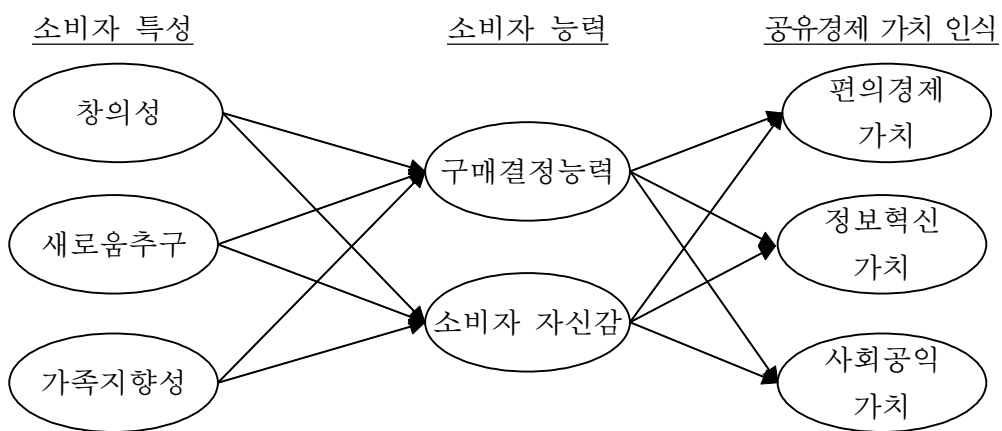 소비자 특성
소비자 능력
공유경제 가치 인식
창의성
새로움추구
가족지향성
구매결정능력
소비자 자신감
편의경제
가치
정보혁신
가치
사회공익
가치